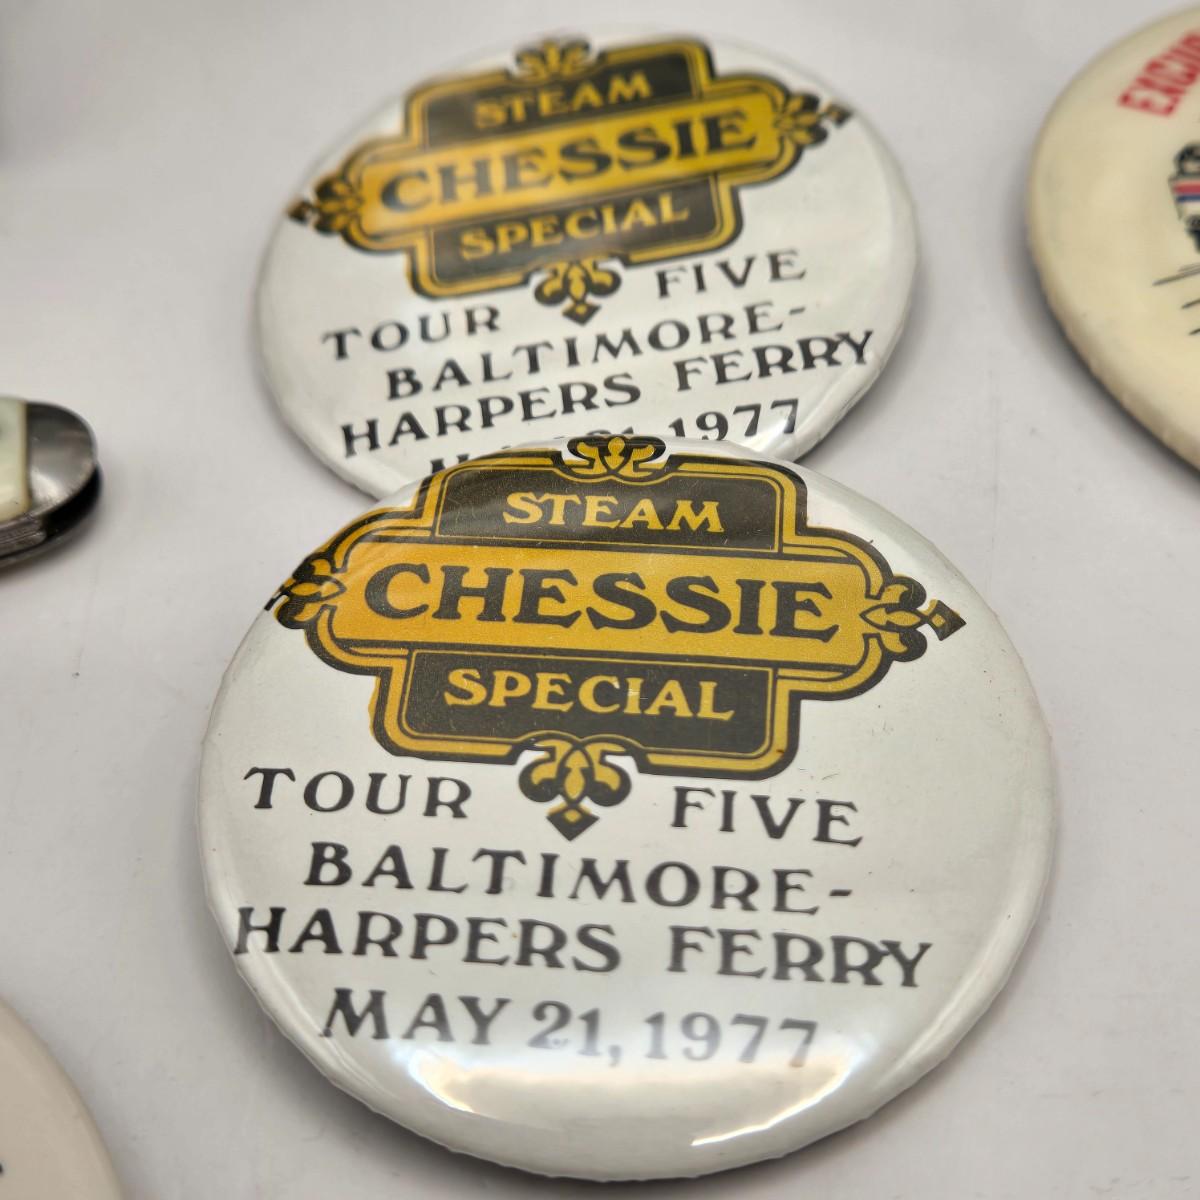 STEAM
CHESSIE
SPECIAL
TOUR FIVE
BALTIMORE-
HARPERS FERRY
21, 1977
STEAM
CHESSIE
SPECIAL
TOUR FIVE
BALTIMORE-
HARPERS FERRY
MAY 21, 1977